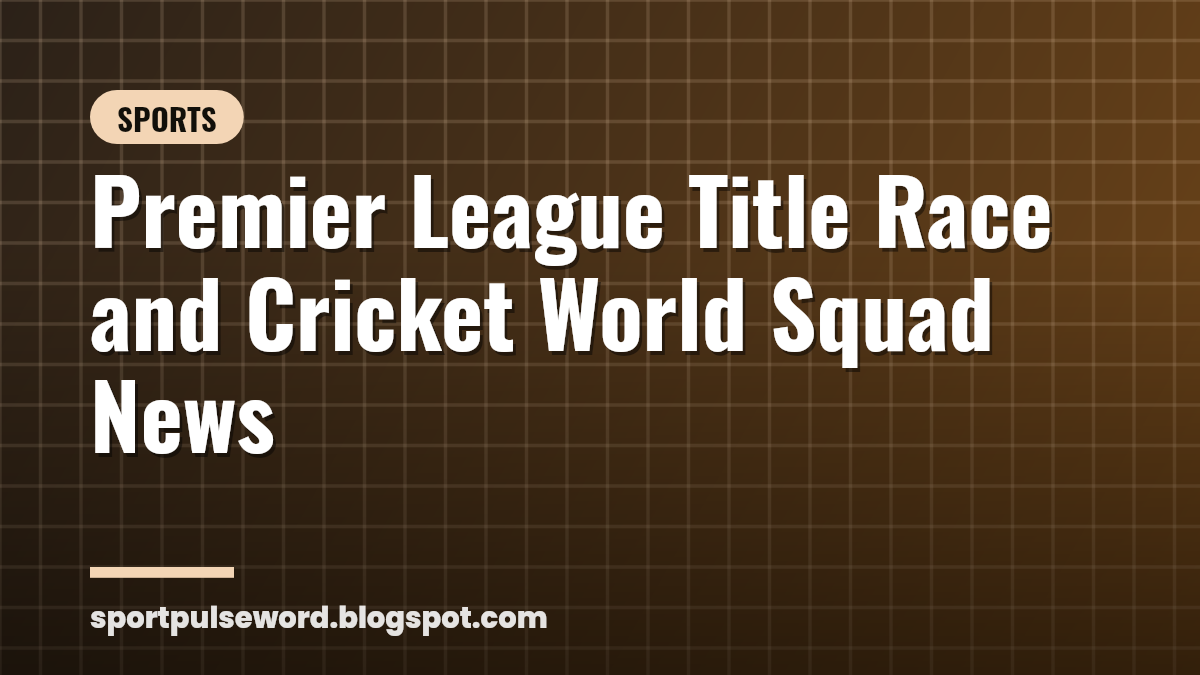 SPORTS
Premier League Title Race
and Cricket World Squad
News
sportpulseword.blogspot.com